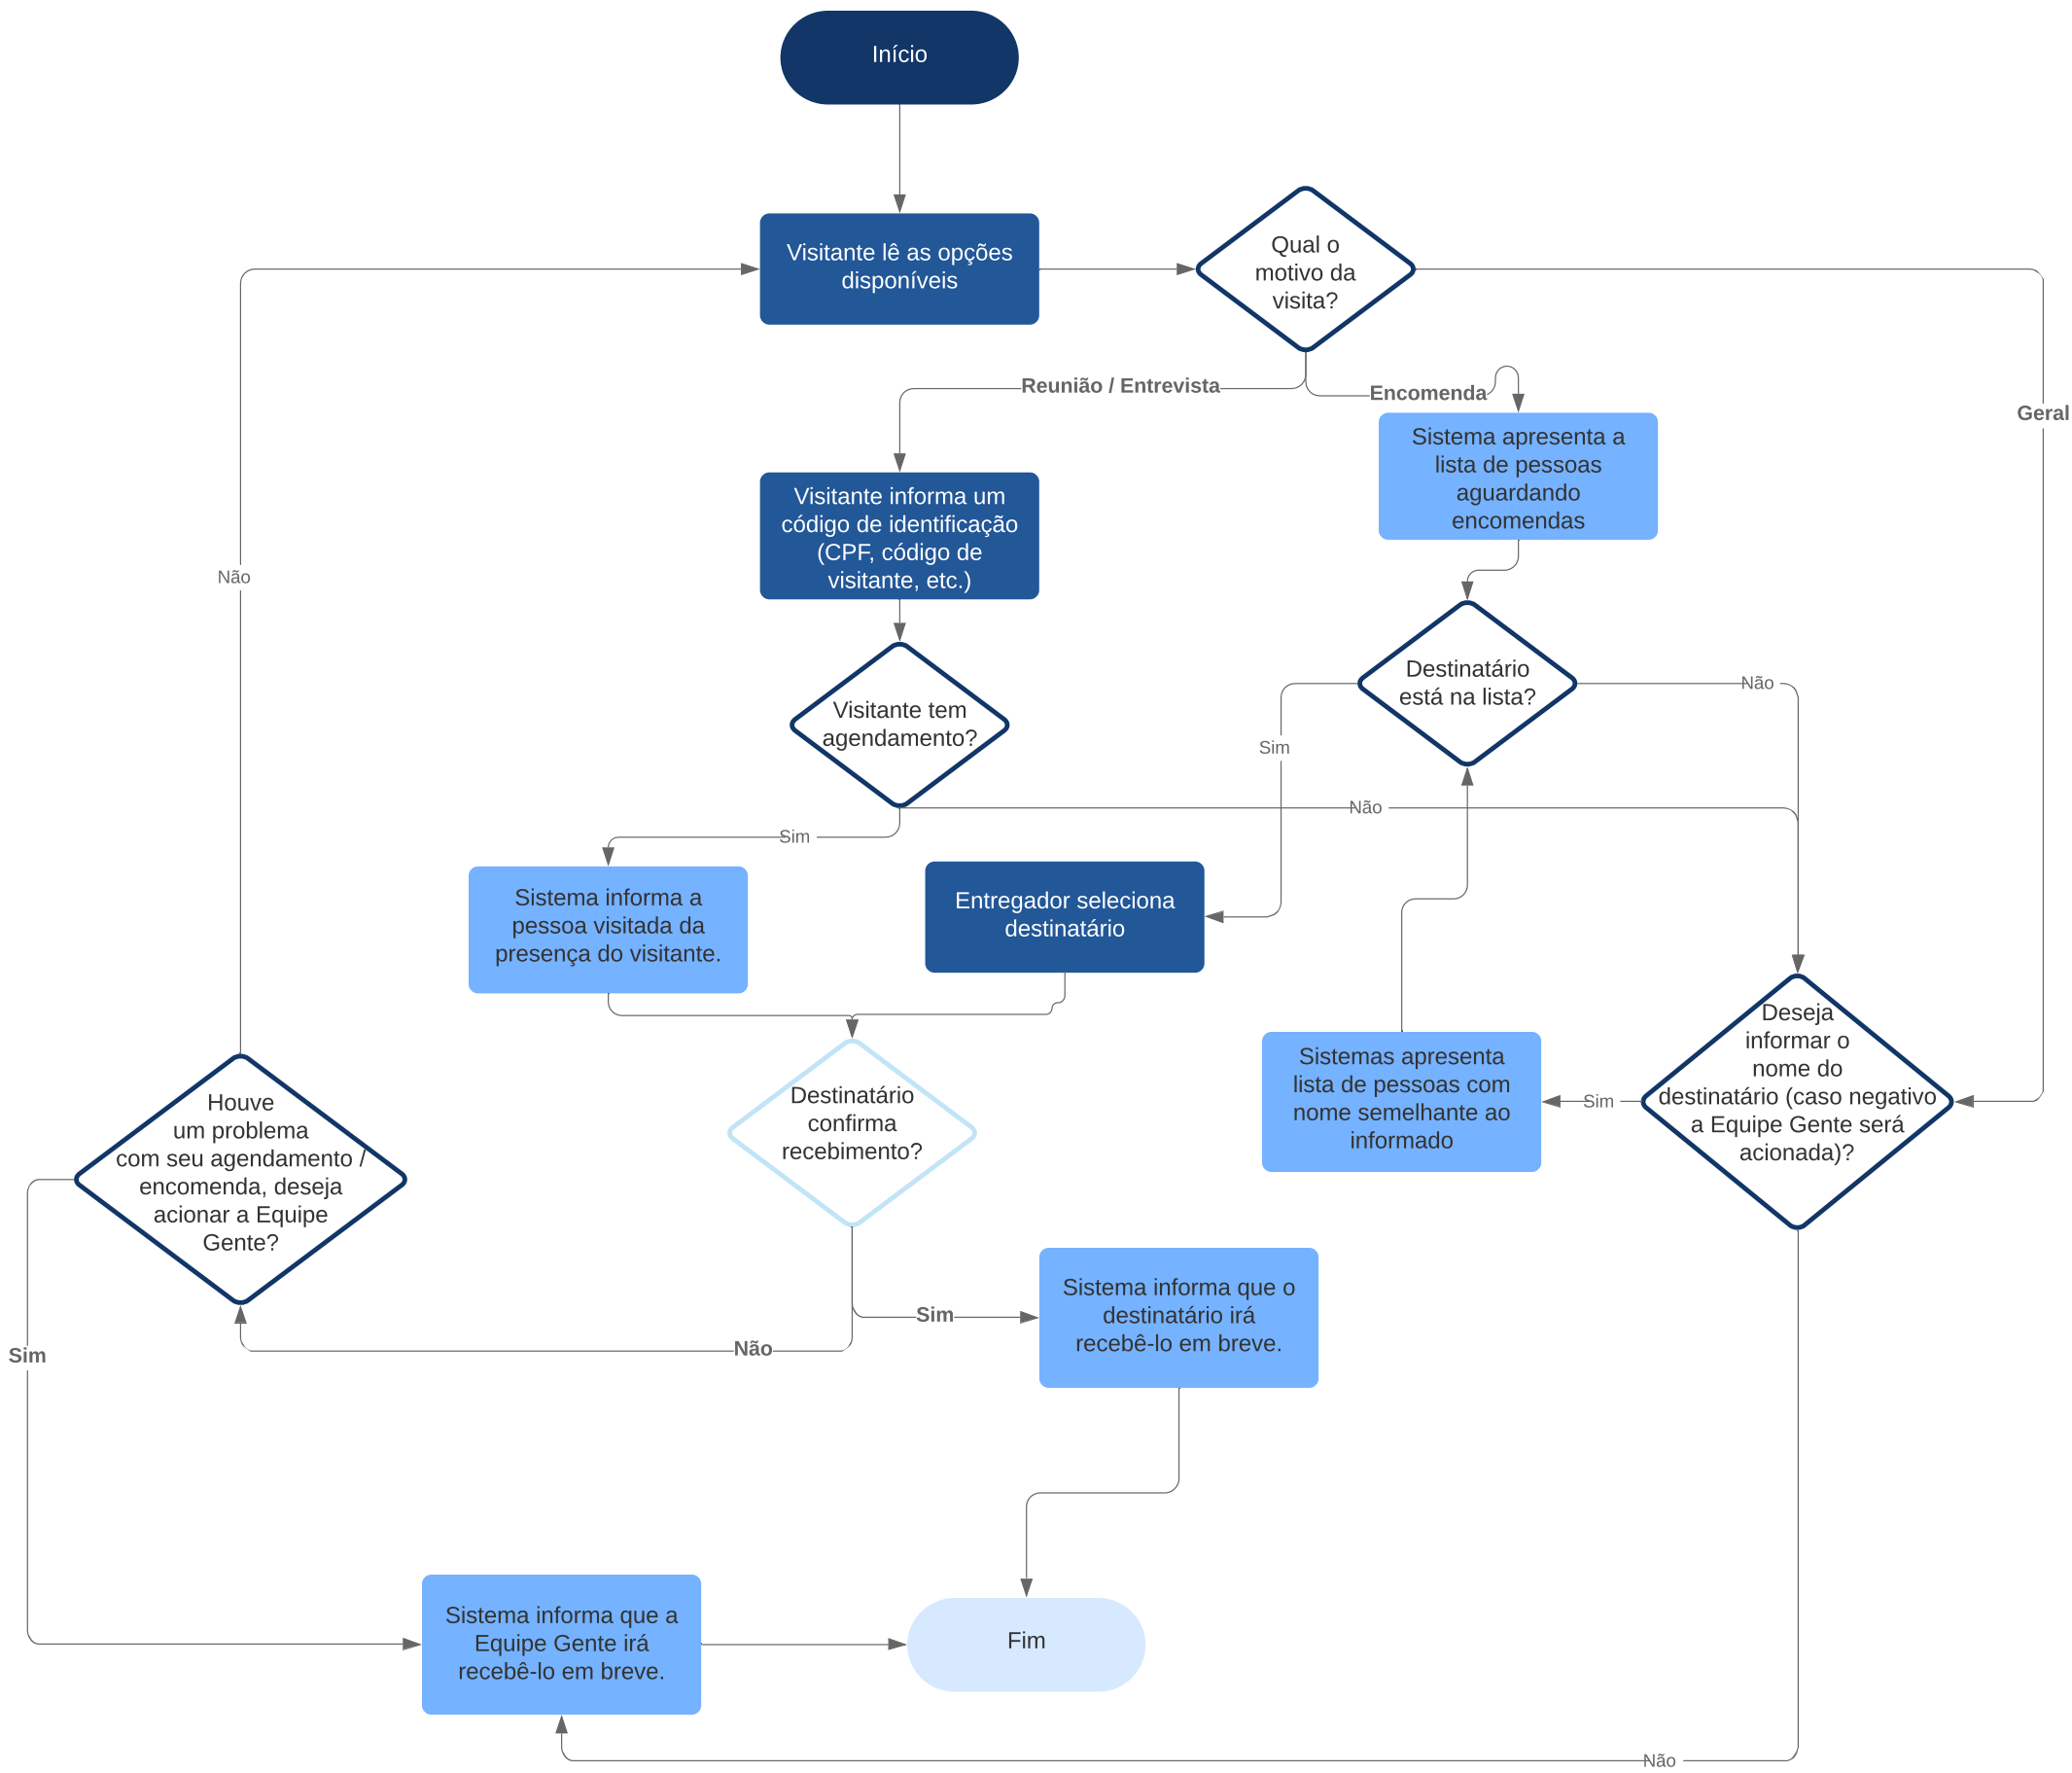 Início
Visitante lê as opções
disponíveis
Qual o
motivo da
visita?
Reunião / Entrevista
Encomenda
Geral
Sistema apresenta a
lista de pessoas
aguardando
encomendas
Visitante informa um
código de identificação
(CPF, código de
visitante, etc.)
Não
Destinatário
está na lista?
Não
Sim
Visitante tem
agendamento?
Não
Sim
Sistema informa a
pessoa visitada da
presença do visitante.
Entregador seleciona
destinatário
Deseja
informar o
nome do
destinatário (caso negativo
a Equipe Gente será
acionada)?
Sim
Sistemas apresenta
lista de pessoas com
nome semelhante ao
informado
Destinatário
confirma
recebimento?
Houve
um problema
com seu agendamento /
encomenda, deseja
acionar a Equipe
Gente?
Sim
Não
Sim
Sistema informa que o
destinatário irá
recebê-lo em breve.
Sistema informa que a
Equipe Gente irá
recebê-lo em breve.
Fim
Não